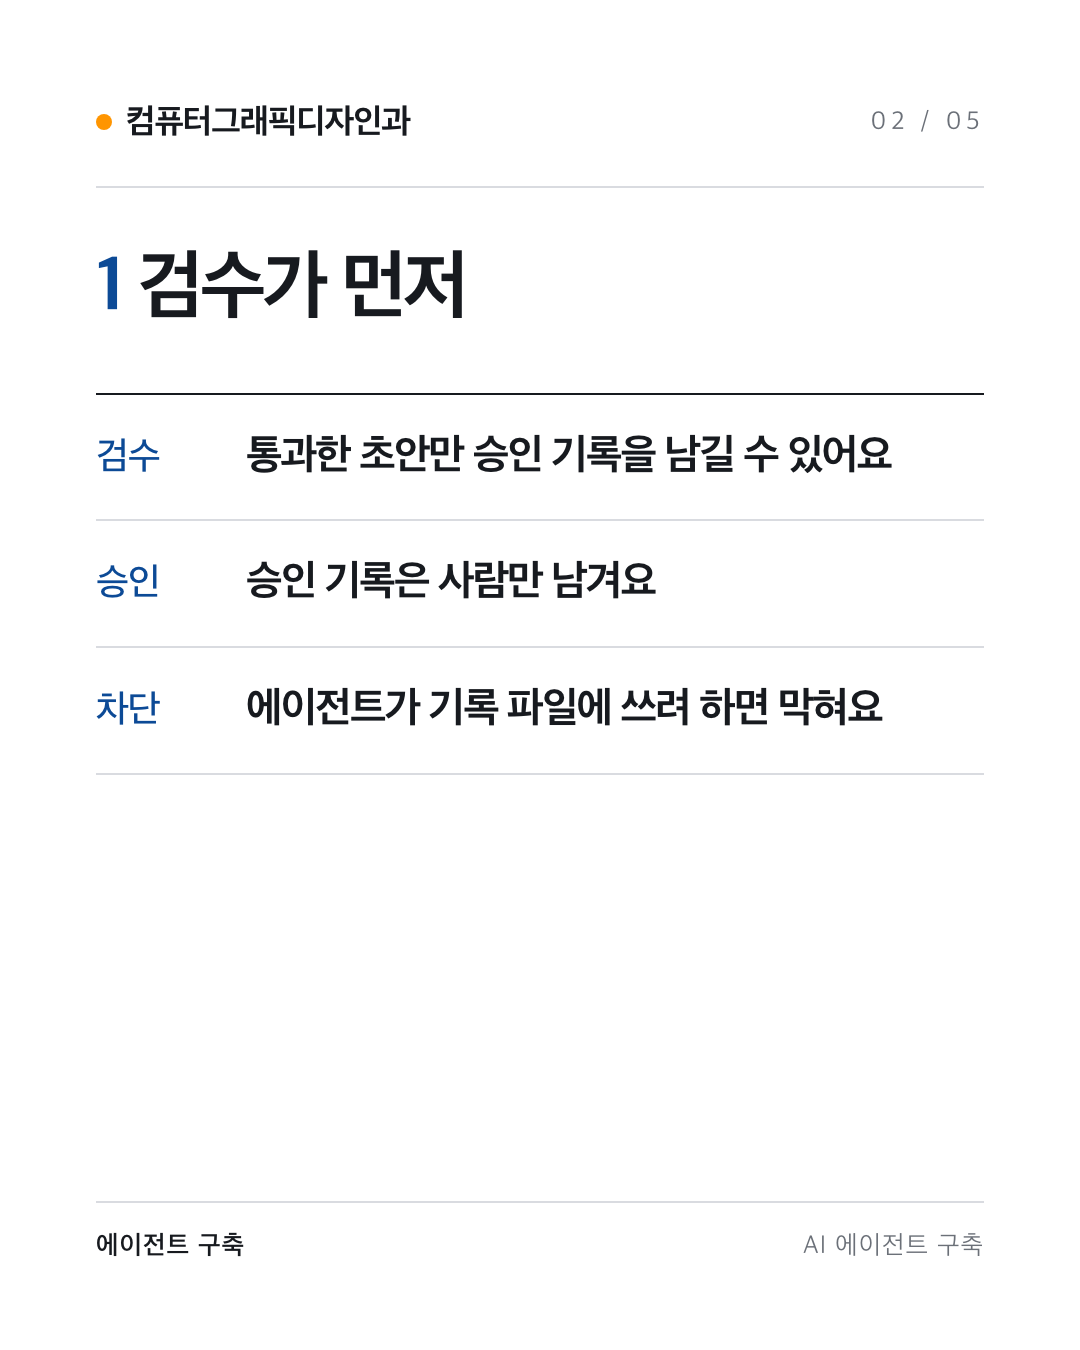 컴퓨터그래픽디자인과
02 / 05
1 검수가 먼저
검수 통과한 초안만 승인 기록을 남길 수 있어요
승인 승인 기록은 사람만 남겨요
차단 에이전트가 기록 파일에 쓰려 하면 막혀요
에이전트 구축
AI 에이전트 구축